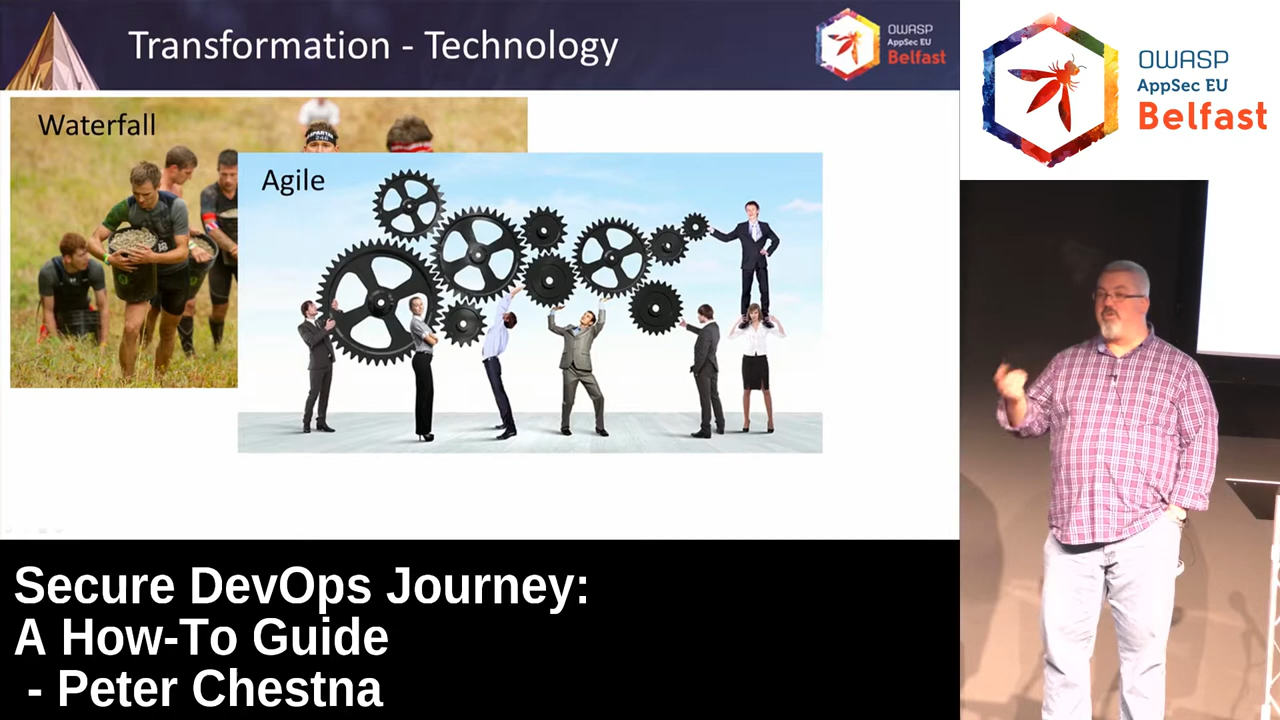 Transformation - Technology
OWASP
AppSec EU
Belfast
OWASP
AppSec EU
Belfast
Waterfall
SPARTAN
Agile
Secure DevOps Journey:
A How-To Guide
- Peter Chestna